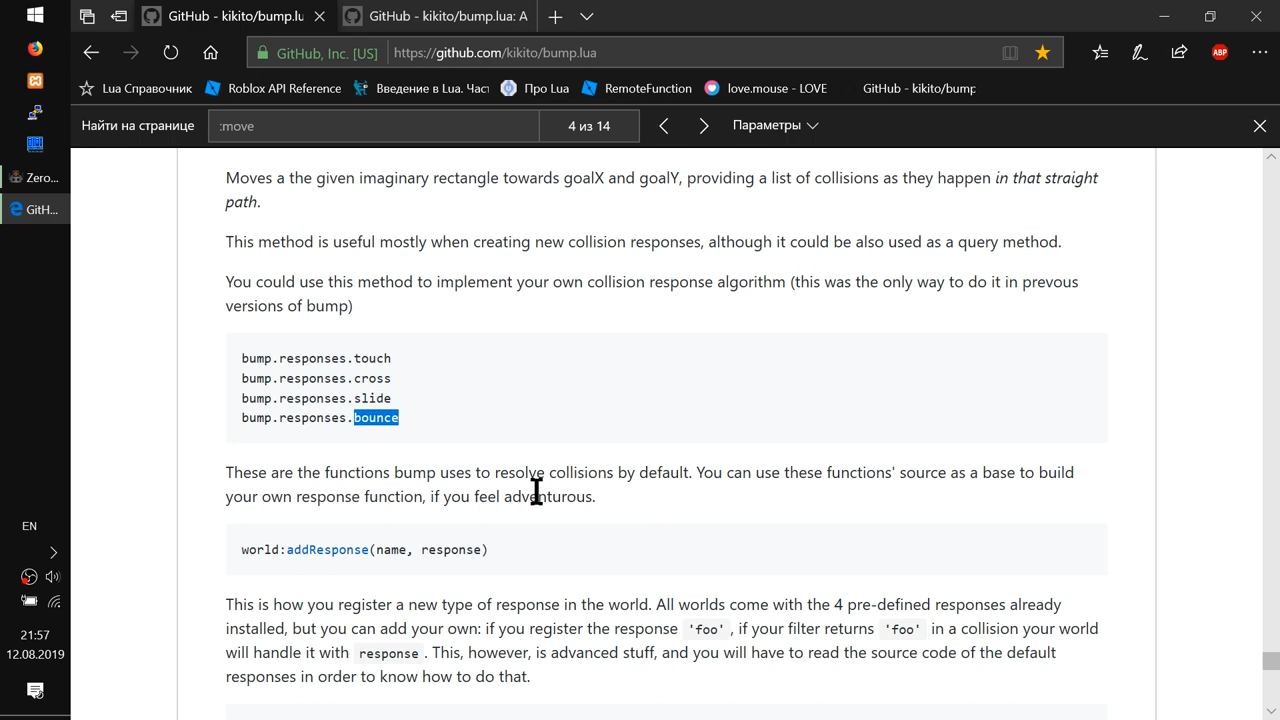 GitHub - kikito/bump.lu
GitHub - kikito/bump.lua: A
GitHub, Inc. [US]
https://github.com/kikito/bump.lua
ABP
Lua Справочник
Roblox API Reference
Введение в Lua. Част
Про Lua
RemoteFunction
love.mouse - LOVE
GitHub - kikito/bump
Найти на странице
:move
4 из 14
Параметры
Zero...
GitH...
EN
21:57
12.08.2019
Moves a the given imaginary rectangle towards goalX and goalY, providing a list of collisions as they happen in that straight
path.
This method is useful mostly when creating new collision responses, although it could be also used as a query method.
You could use this method to implement your own collision response algorithm (this was the only way to do it in prevous
versions of bump)
bump.responses.touch
bump.responses.cross
bump.responses.slide
bump.responses.bounce
These are the functions bump uses to resolve collisions by default. You can use these functions' source as a base to build
your own response function, if you feel adventurous.
world:addResponse(name, response)
This is how you register a new type of response in the world. All worlds come with the 4 pre-defined responses already
installed, but you can add your own: if you register the response 'foo', if your filter returns 'foo' in a collision your world
will handle it with response. This, however, is advanced stuff, and you will have to read the source code of the default
responses in order to know how to do that.